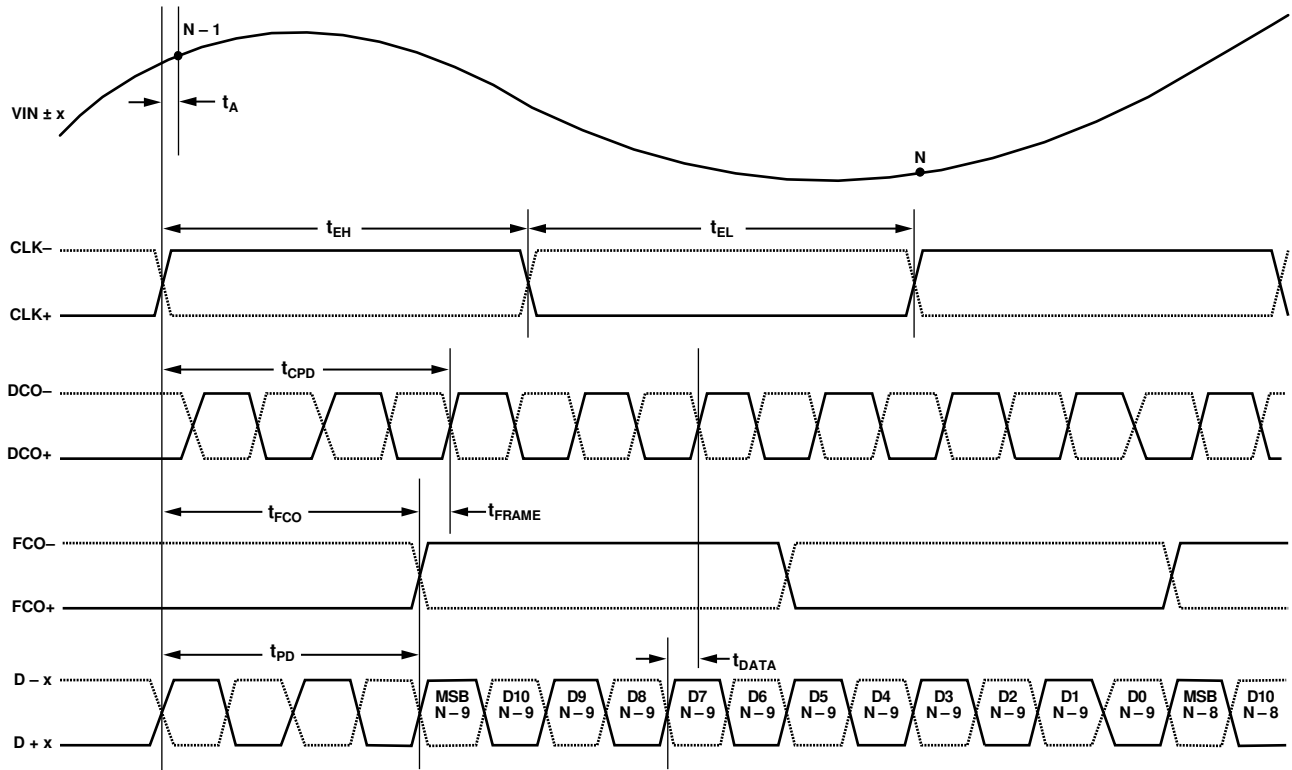 N – 1
VIN ± x
tA
N
tEH
tEL
CLK–
CLK+
tCPD
DCO–
DCO+
tFCO
tFRAME
FCO–
FCO+
tPD
tDATA
D – x
MSB D10 D9 D8 D7 D6 D5 D4 D3 D2 D1 D0 MSB D10
N – 9 N – 9 N – 9 N – 9 N – 9 N – 9 N – 9 N – 9 N – 9 N – 9 N – 9 N – 9 N – 8 N – 8
D + x